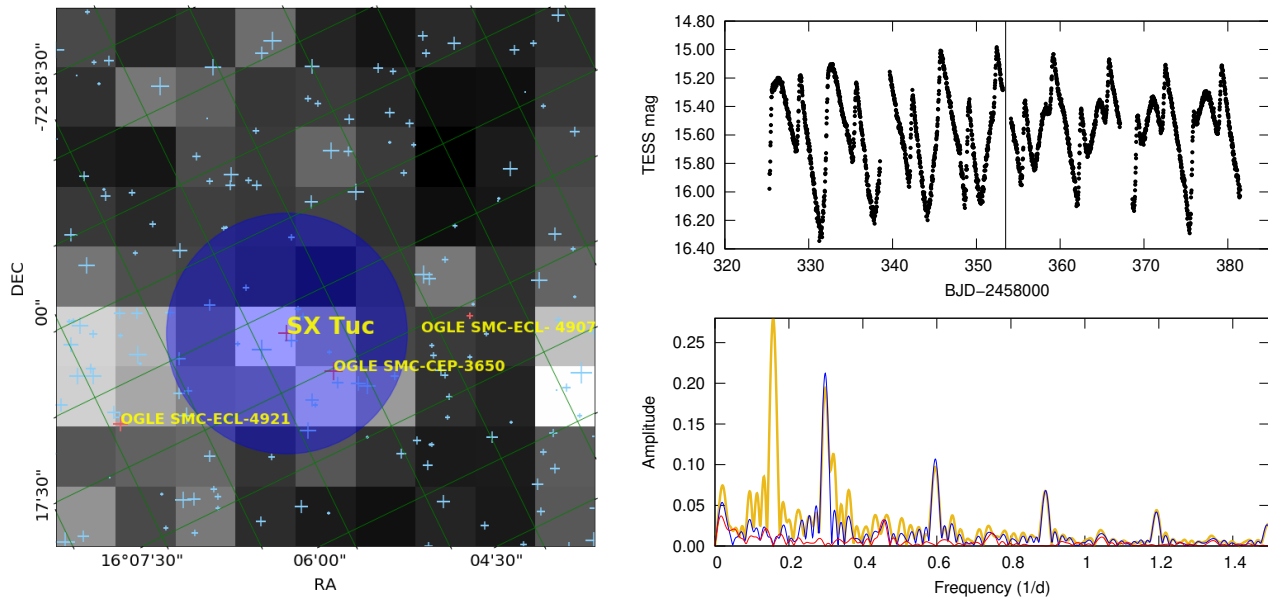 DEC
-72°18'30"
00"
17'30"
SX Tuc
OGLE SMC-ECL- 4907
OGLE SMC-CEP-3650
OGLE SMC-ECL-4921
16°07'30" 06'00" 04'30"
RA
TESS mag
14.80
15.00
15.20
15.40
15.60
15.80
16.00
16.20
16.40
320 330 340 350 360 370 380
BJD−2458000
Amplitude
0.25
0.20
0.15
0.10
0.05
0.00
0 0.2 0.4 0.6 0.8 1 1.2 1.4
Frequency (1/d)